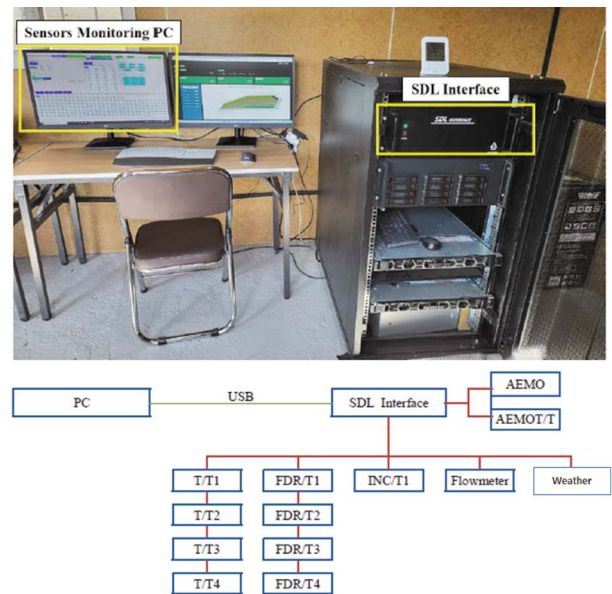 Sensors Monitoring PC
SDL Interface
SDL INTERFACE
PC
USB
SDL Interface
AEMO
AEMOT/T
T/T1
FDR/T1
INC/T1
Flowmeter
Weather
T/T2
FDR/T2
T/T3
FDR/T3
T/T4
FDR/T4